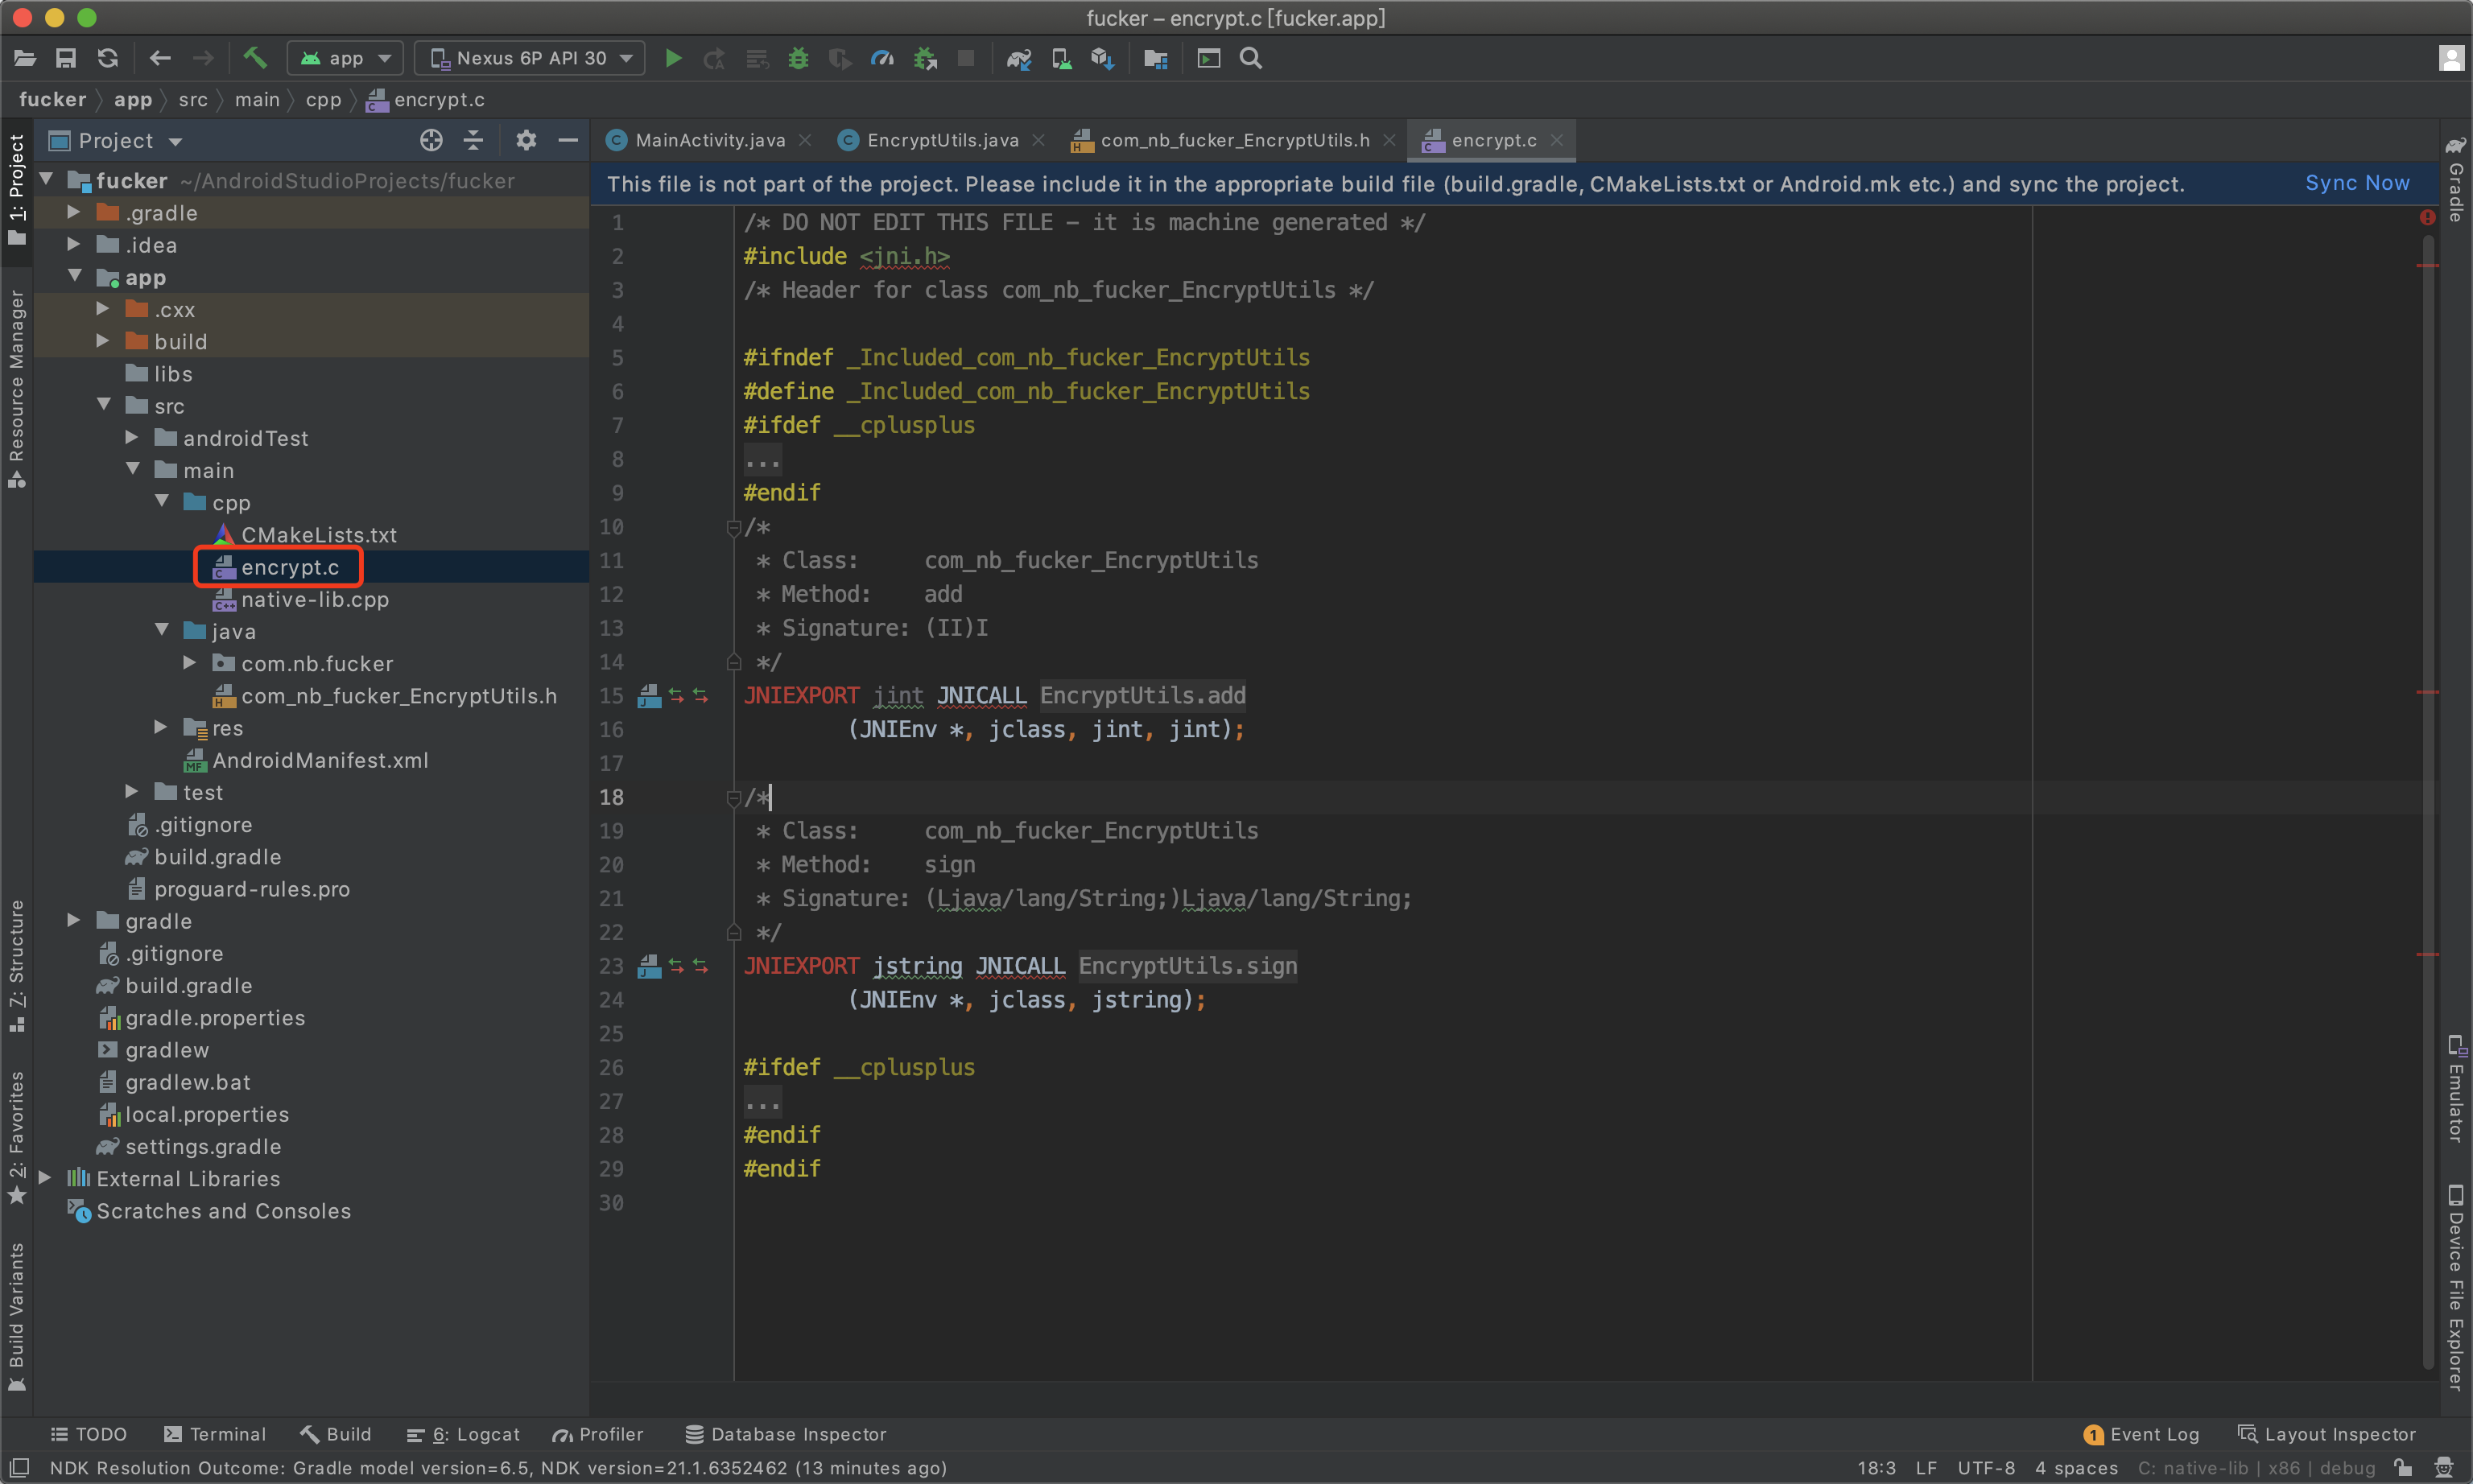 fucker – encrypt.c [fucker.app]
app
Nexus 6P API 30
fucker
app
src
main
cpp
encrypt.c
Project
MainActivity.java
EncryptUtils.java
com_nb_fucker_EncryptUtils.h
encrypt.c
This file is not part of the project. Please include it in the appropriate build file (build.gradle, CMakeLists.txt or Android.mk etc.) and sync the project.
Sync Now
1: Project
Resource Manager
7: Structure
2: Favorites
Build Variants
fucker ~/AndroidStudioProjects/fucker
.gradle
.idea
app
.cxx
build
libs
src
androidTest
main
cpp
CMakeLists.txt
encrypt.c
native-lib.cpp
java
com.nb.fucker
com_nb_fucker_EncryptUtils.h
res
AndroidManifest.xml
test
.gitignore
build.gradle
proguard-rules.pro
gradle
.gitignore
build.gradle
gradle.properties
gradlew
gradlew.bat
local.properties
settings.gradle
External Libraries
Scratches and Consoles
1 /* DO NOT EDIT THIS FILE - it is machine generated */
2 #include <jni.h>
3 /* Header for class com_nb_fucker_EncryptUtils */
4
5 #ifndef _Included_com_nb_fucker_EncryptUtils
6 #define _Included_com_nb_fucker_EncryptUtils
7 #ifdef __cplusplus
8 ...
9 #endif
10 /*
11 * Class: com_nb_fucker_EncryptUtils
12 * Method: add
13 * Signature: (II)I
14 */
15 JNIEXPORT jint JNICALL EncryptUtils.add
16 (JNIEnv *, jclass, jint, jint);
17
18 /*
19 * Class: com_nb_fucker_EncryptUtils
20 * Method: sign
21 * Signature: (Ljava/lang/String;)Ljava/lang/String;
22 */
23 JNIEXPORT jstring JNICALL EncryptUtils.sign
24 (JNIEnv *, jclass, jstring);
25
26 #ifdef __cplusplus
27 ...
28 #endif
29 #endif
30
Gradle
Emulator
Device File Explorer
TODO
Terminal
Build
6: Logcat
Profiler
Database Inspector
1 Event Log
Layout Inspector
NDK Resolution Outcome: Gradle model version=6.5, NDK version=21.1.6352462 (13 minutes ago)
18:3 LF UTF-8 4 spaces C: native-lib | x86 | debug